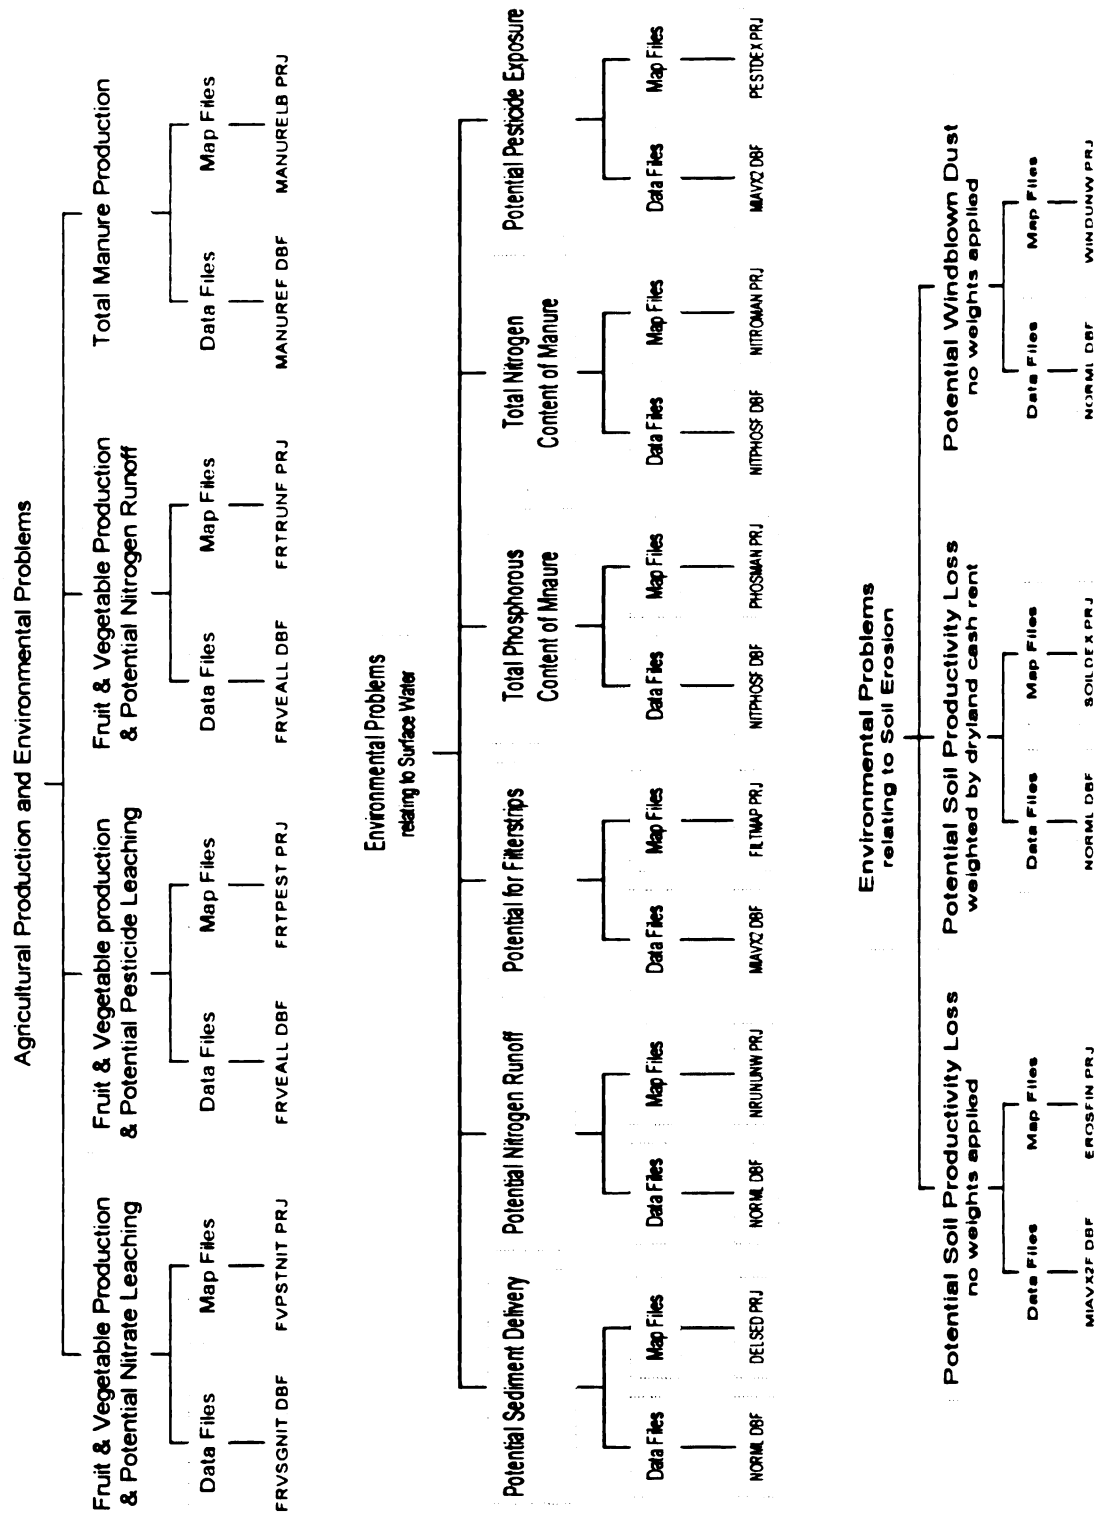 Agricultural Production and Environmental Problems
Fruit & Vegetable Production
& Potential Nitrate Leaching
Data Files
Map Files
FRVSGNIT DBF
FVPSTNIT PRJ
Fruit & Vegetable production
& Potential Pesticide Leaching
Data Files
Map Files
FRVEALL DBF
FRTPEST PRJ
Fruit & Vegetable Production
& Potential Nitrogen Runoff
Data Files
Map Files
FRVEALL DBF
FRTRUNF PRJ
Total Manure Production
Data Files
Map Files
MANUREF DBF
MANURELB PRJ
Environmental Problems
relating to Surface Water
Potential Sediment Delivery
Data Files
Map Files
NORML DBF
DELSED PRJ
Potential Nitrogen Runoff
Data Files
Map Files
NORML DBF
NRUNUNW PRJ
Potential for Filterstrips
Data Files
Map Files
MIAVX2 DBF
FILTMAP PRJ
Total Phosphorous
Content of Mnaure
Data Files
Map Files
NITPHOSF DBF
PHOSMAN PRJ
Total Nitrogen
Content of Manure
Data Files
Map Files
NITPHOSF DBF
NITROMAN PRJ
Potential Pesticide Exposure
Data Files
Map Files
MIAVX2 DBF
PESTDEX PRJ
Environmental Problems
relating to Soil Erosion
Potential Soil Productivity Loss
no weights applied
Data Files
Map Files
MIAVX2F DBF
EROSFIN PRJ
Potential Soil Productivity Loss
weighted by dryland cash rent
Data Files
Map Files
NORML DBF
SOILDEX PRJ
Potential Windblown Dust
no weights applied
Data Files
Map Files
NORML DBF
WINDUNW PRJ